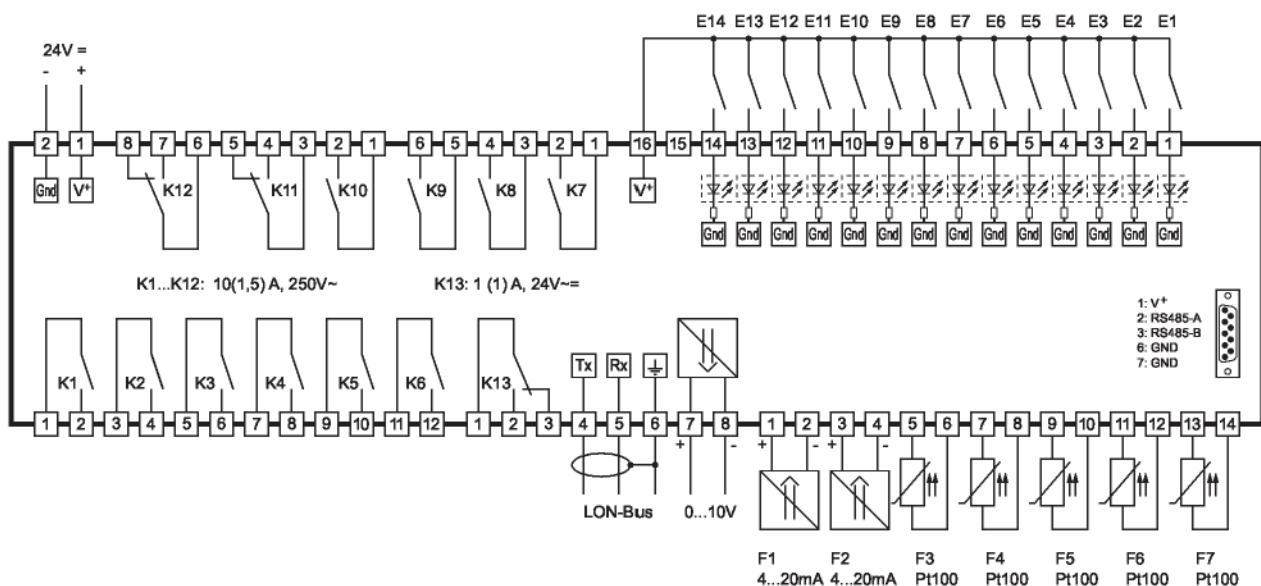 E14 E13 E12 E11 E10 E9 E8 E7 E6 E5 E4 E3 E2 E1
24V =
- +
2 1 8 7 6 5 4 3 2 1 6 5 4 3 2 1 16 15 14 13 12 11 10 9 8 7 6 5 4 3 2 1
Gnd V+ K12 K11 K10 K9 K8 K7 V+
Gnd Gnd Gnd Gnd Gnd Gnd Gnd Gnd Gnd Gnd Gnd Gnd Gnd Gnd
K1...K12: 10(1,5) A, 250V~ K13: 1 (1) A, 24V~=
1: V+
2: RS485-A
3: RS485-B
6: GND
7: GND
Tx Rx
K1 K2 K3 K4 K5 K6 K13
1 2 3 4 5 6 7 8 9 10 11 12 1 2 3 4 5 6 7 8 1 2 3 4 5 6 7 8 9 10 11 12 13 14
+ - + - + -
LON-Bus 0...10V
F1 F2 F3 F4 F5 F6 F7
4...20mA 4...20mA Pt100 Pt100 Pt100 Pt100 Pt100